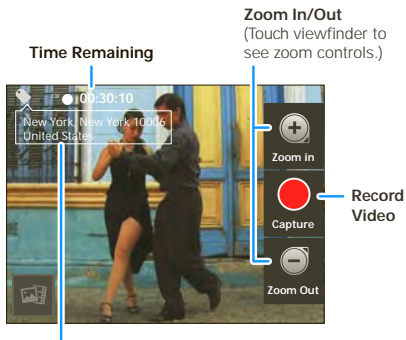 Zoom In/Out
(Touch viewfinder to
see zoom controls.)
Time Remaining
00:30:10
New York, New York 10006
United States
Zoom in
Capture
Record
Video
Zoom Out